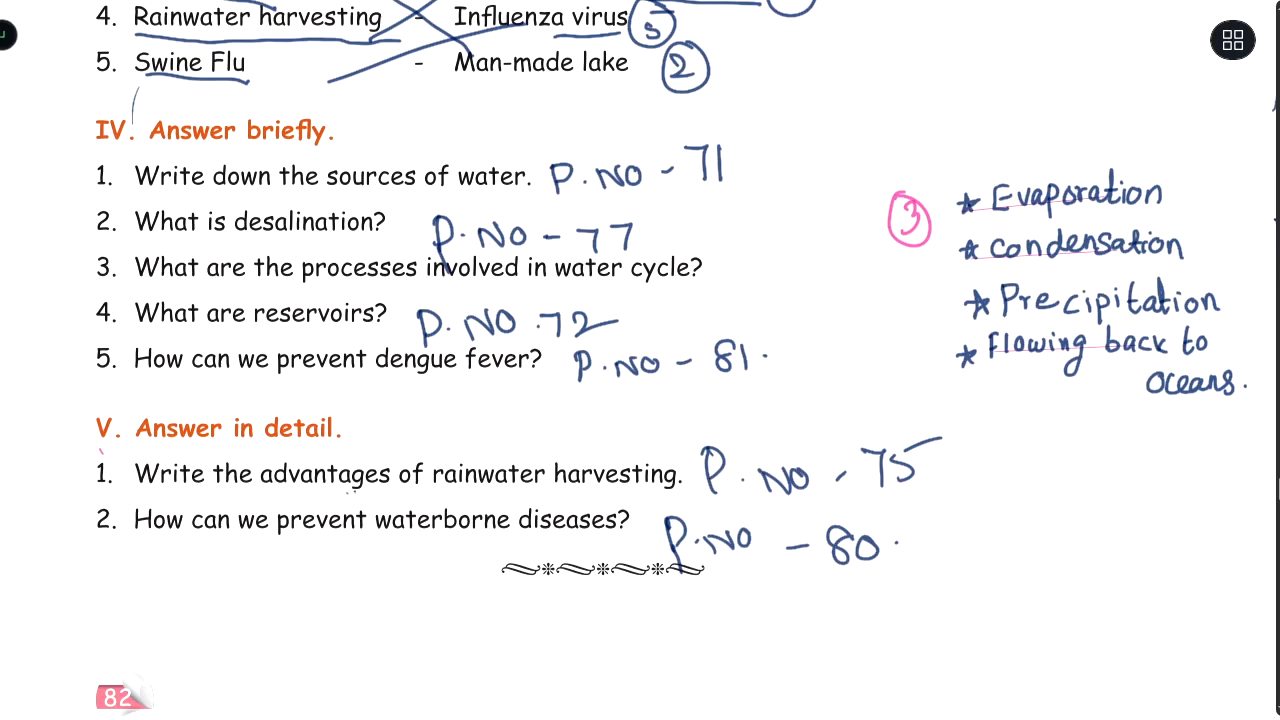 4. Rainwater harvesting - Influenza virus 5
5. Swine Flu - Man-made lake 2
IV. Answer briefly.
1. Write down the sources of water. P.NO - 71
2. What is desalination? P.NO - 77
3. What are the processes involved in water cycle?
4. What are reservoirs? P.NO.72
5. How can we prevent dengue fever? P.NO - 81.
3 * Evaporation
* condensation
* Precipitation
* Flowing back to
oceans.
V. Answer in detail.
1. Write the advantages of rainwater harvesting. P.NO - 75
2. How can we prevent waterborne diseases? P.NO - 80.
82